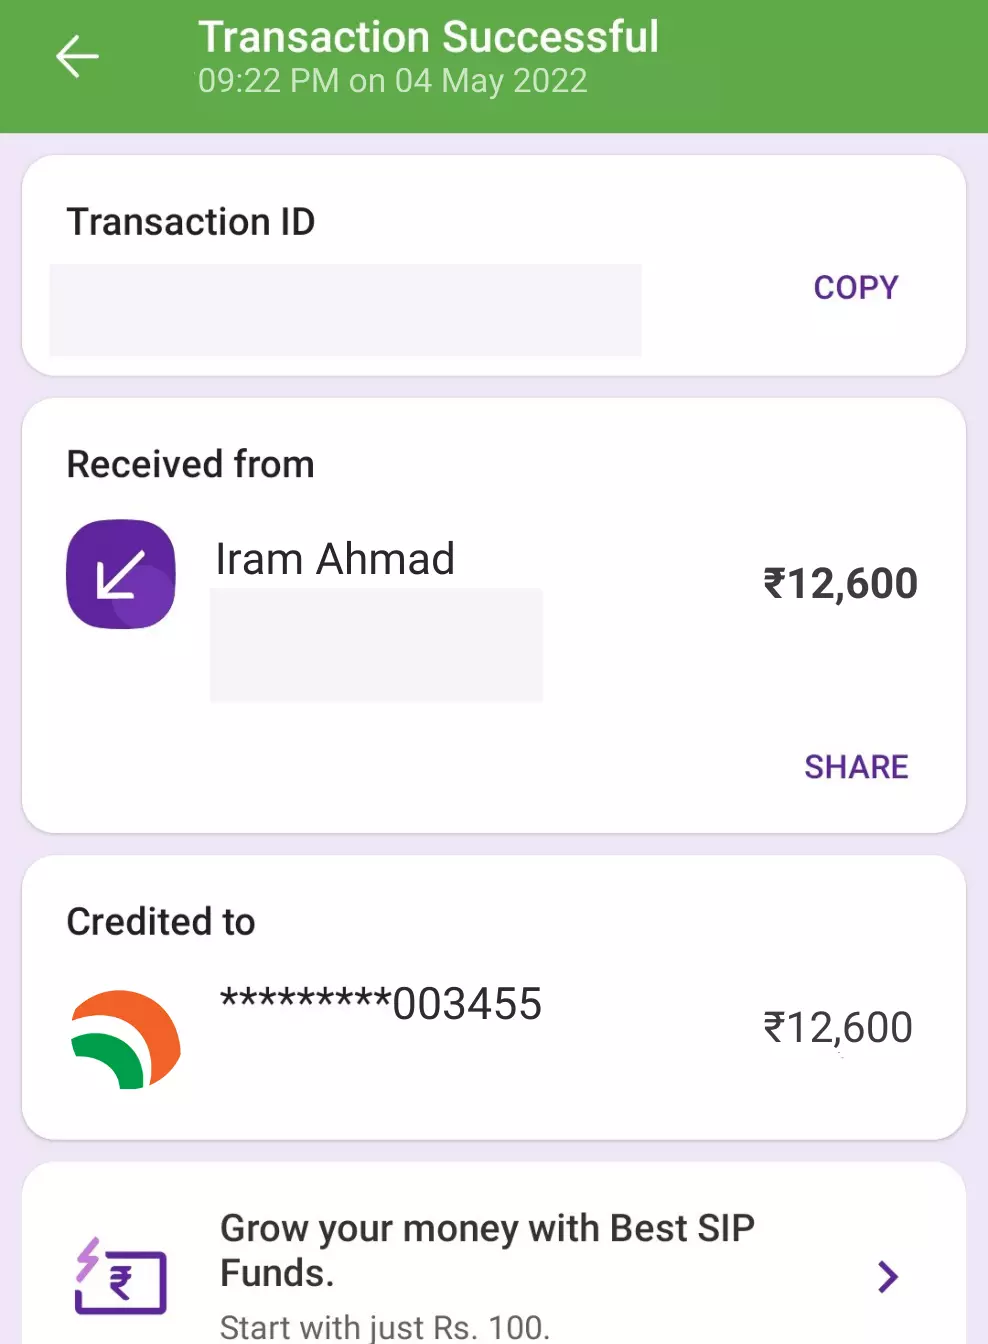 Transaction Successful
09:22 PM on 04 May 2022
Transaction ID
COPY
Received from
Iram Ahmad
₹12,600
SHARE
Credited to
*********003455
₹12,600
Grow your money with Best SIP
Funds.
Start with just Rs. 100.